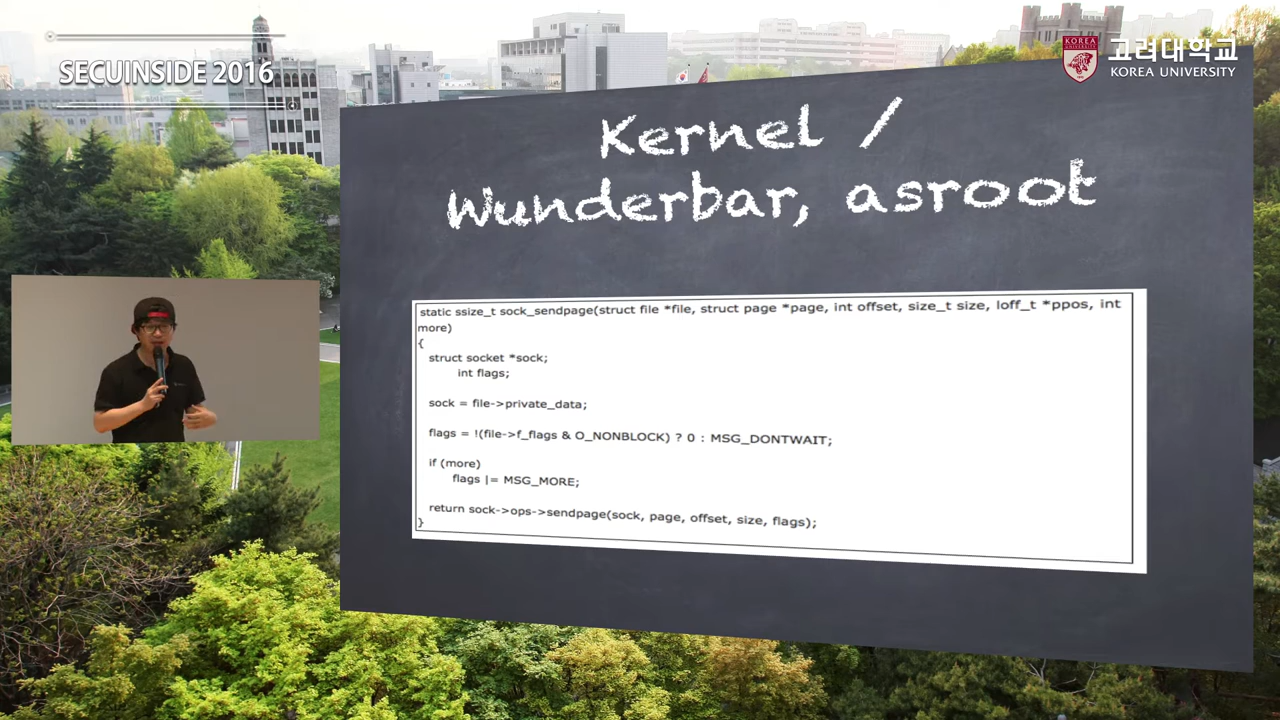 SECUINSIDE 2016
KOREA
UNIVERSITY
고려대학교
KOREA UNIVERSITY
Kernel /
Wunderbar, asroot
static ssize_t sock_sendpage(struct file *file, struct page *page, int offset, size_t size, loff_t *ppos, int
more)
{
struct socket *sock;
int flags;
sock = file->private_data;
flags = !(file->f_flags & O_NONBLOCK) ? 0 : MSG_DONTWAIT;
if (more)
flags |= MSG_MORE;
return sock->ops->sendpage(sock, page, offset, size, flags);
}